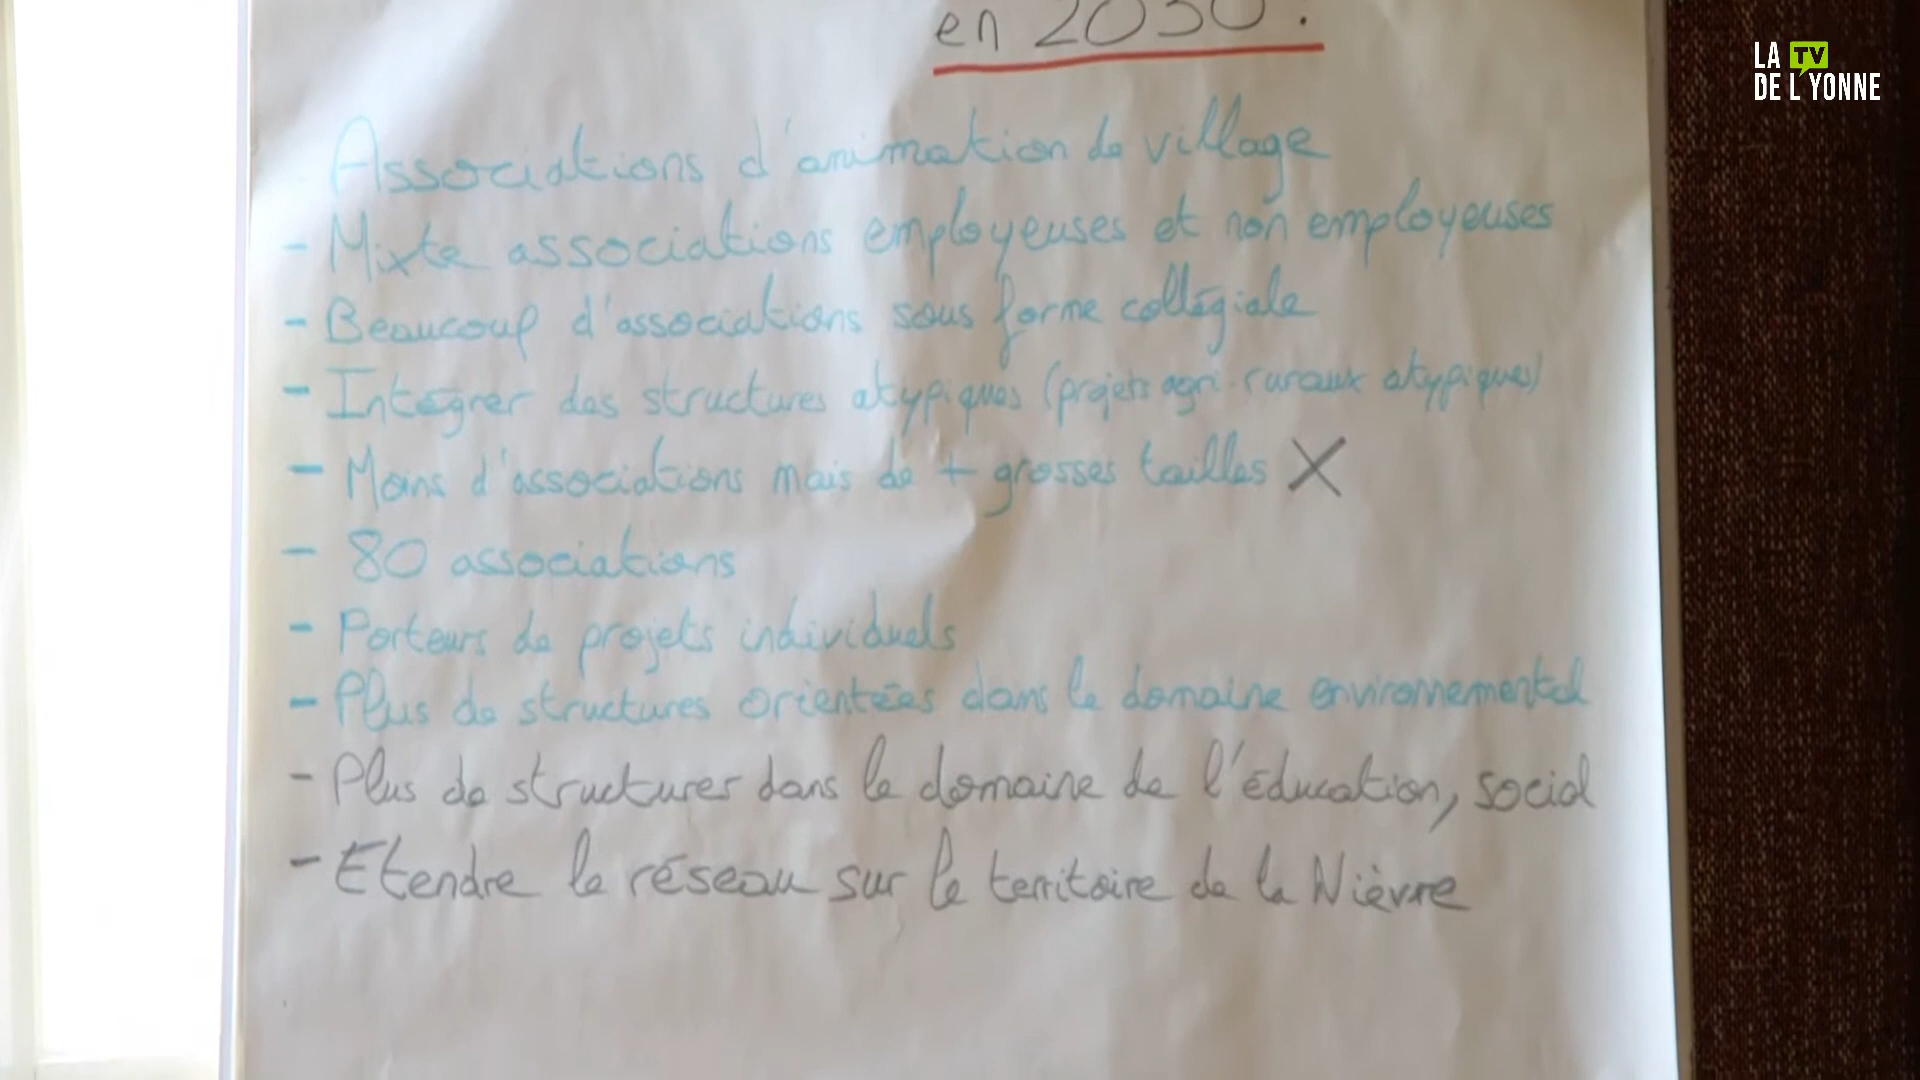 en 2030.
LA TV
DE L'YONNE
Associations d'animation de village
- Mixte associations employeuses et non employeuses
- Beaucoup d'associations sous forme collégiale
- Intégrer des structures atypiques (projets agri-ruraux atypiques)
- Moins d'associations mais de + grosses tailles X
- 80 associations
- Porteurs de projets individuels
- Plus de structures orientées dans le domaine environnemental
- Plus de structures dans le domaine de l'éducation, social
- Etendre le réseau sur le territoire de la Nièvre